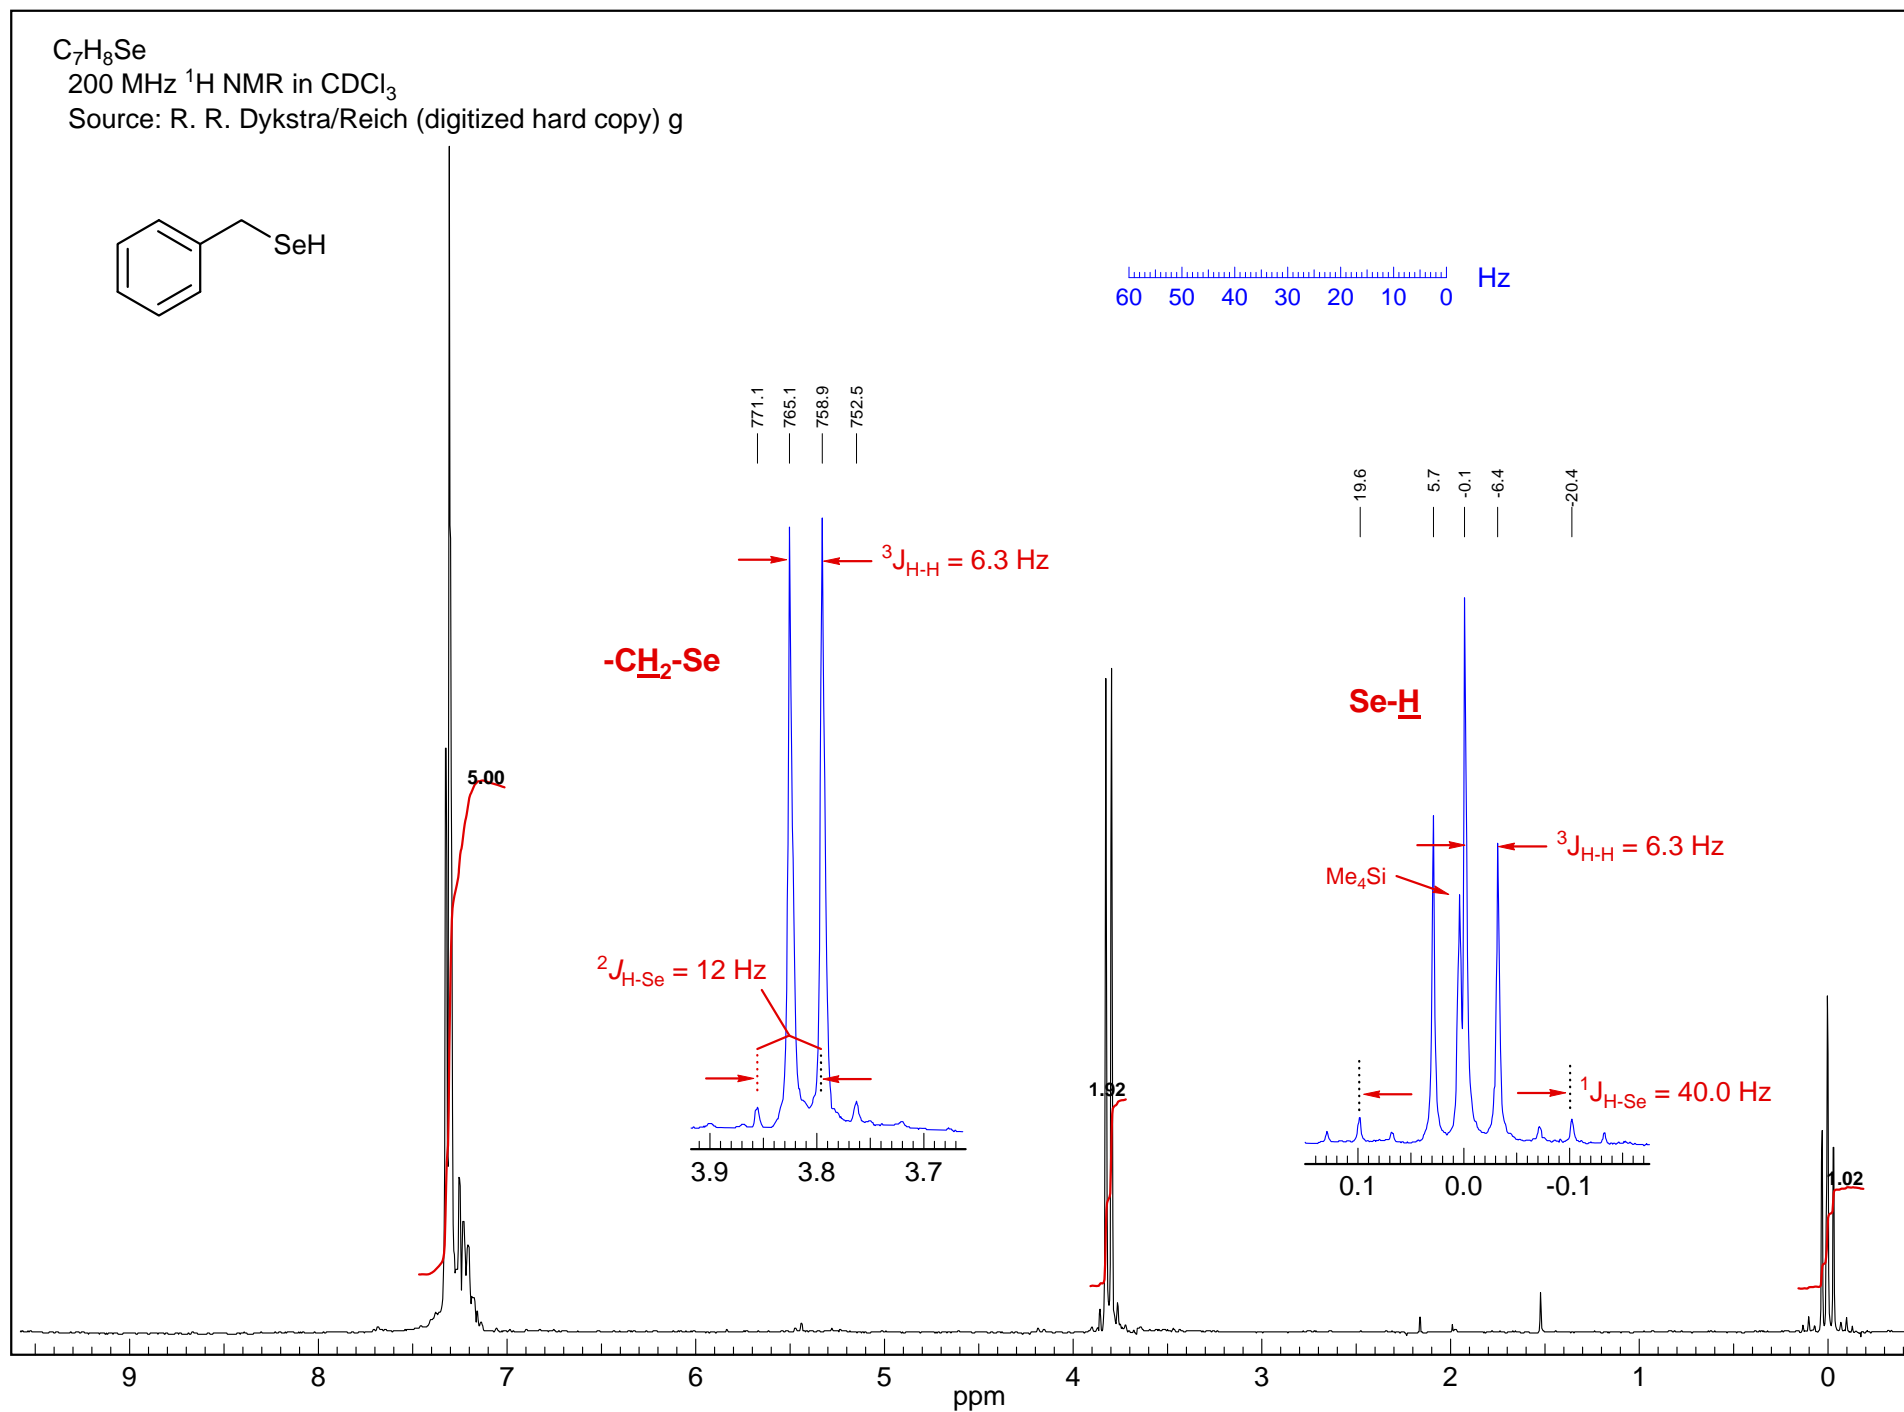 C₇H₈Se
200 MHz ¹H NMR in CDCl₃
Source: R. R. Dykstra/Reich (digitized hard copy) g
SeH
60 50 40 30 20 10 0 Hz
771.1 765.1 758.9 752.5
19.6 5.7 -0.1 -6.4 -20.4
³J_H-H = 6.3 Hz
-CH₂-Se
Se-H
5.00
³J_H-H = 6.3 Hz
Me₄Si
²J_H-Se = 12 Hz
1.92
¹J_H-Se = 40.0 Hz
3.9 3.8 3.7
0.1 0.0 -0.1
1.02
9 8 7 6 5 4 3 2 1 0
ppm